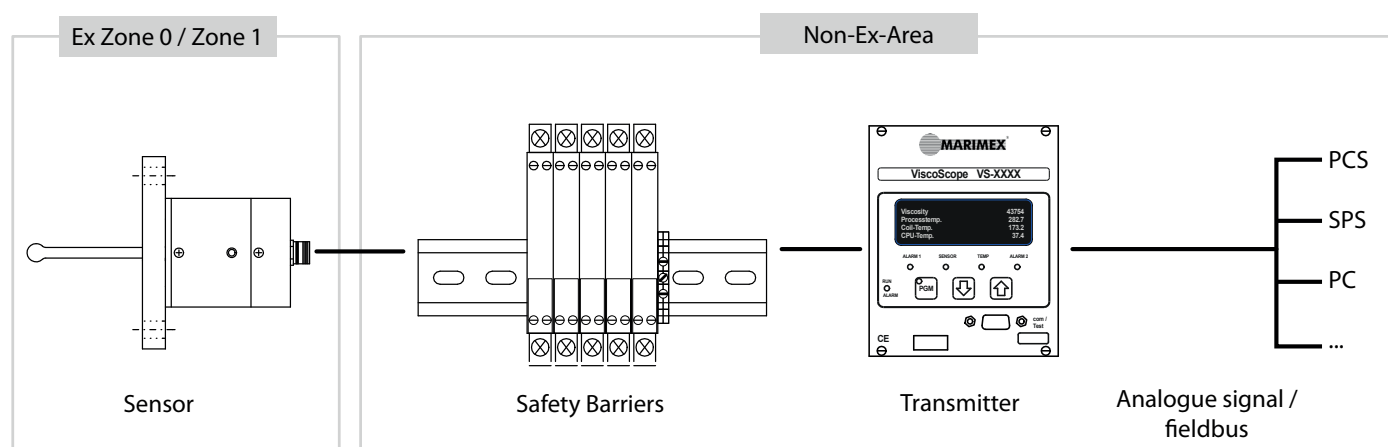 Ex Zone 0 / Zone 1
Non-Ex-Area
MARIMEX®
ViscoScope VS-XXXX
Viscosity 43754
Processtemp. 282.7
Coil-Temp. 173.2
CPU-Temp. 37.4
ALARM 1 SENSOR TEMP ALARM 2
RUN
ALARM
PGM
com /
Test
CE
PCS
SPS
PC
...
Sensor
Safety Barriers
Transmitter
Analogue signal /
fieldbus